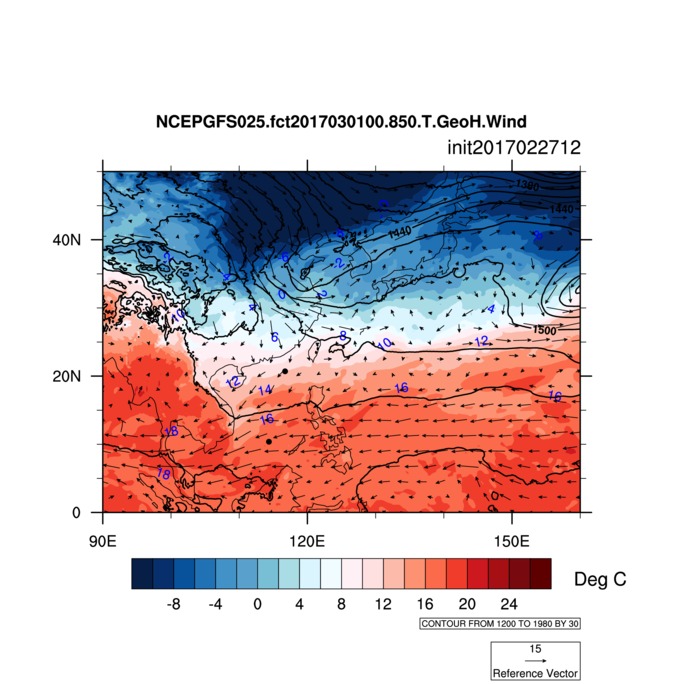 NCEPGFS025.fct2017030100.850.T.GeoH.Wind
init2017022712
1380
1440
1440
40N
1500
20N
0
90E 120E 150E
Deg C
-8 -4 0 4 8 12 16 20 24
CONTOUR FROM 1200 TO 1980 BY 30
15
Reference Vector